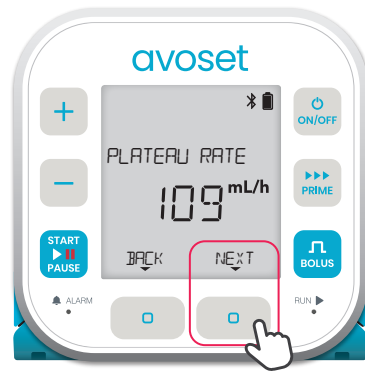 avoset
+
ON/OFF
PLATEAU RATE
−
PRIME
109 mL/h
START
PAUSE
BACK
NEXT
BOLUS
ALARM
RUN